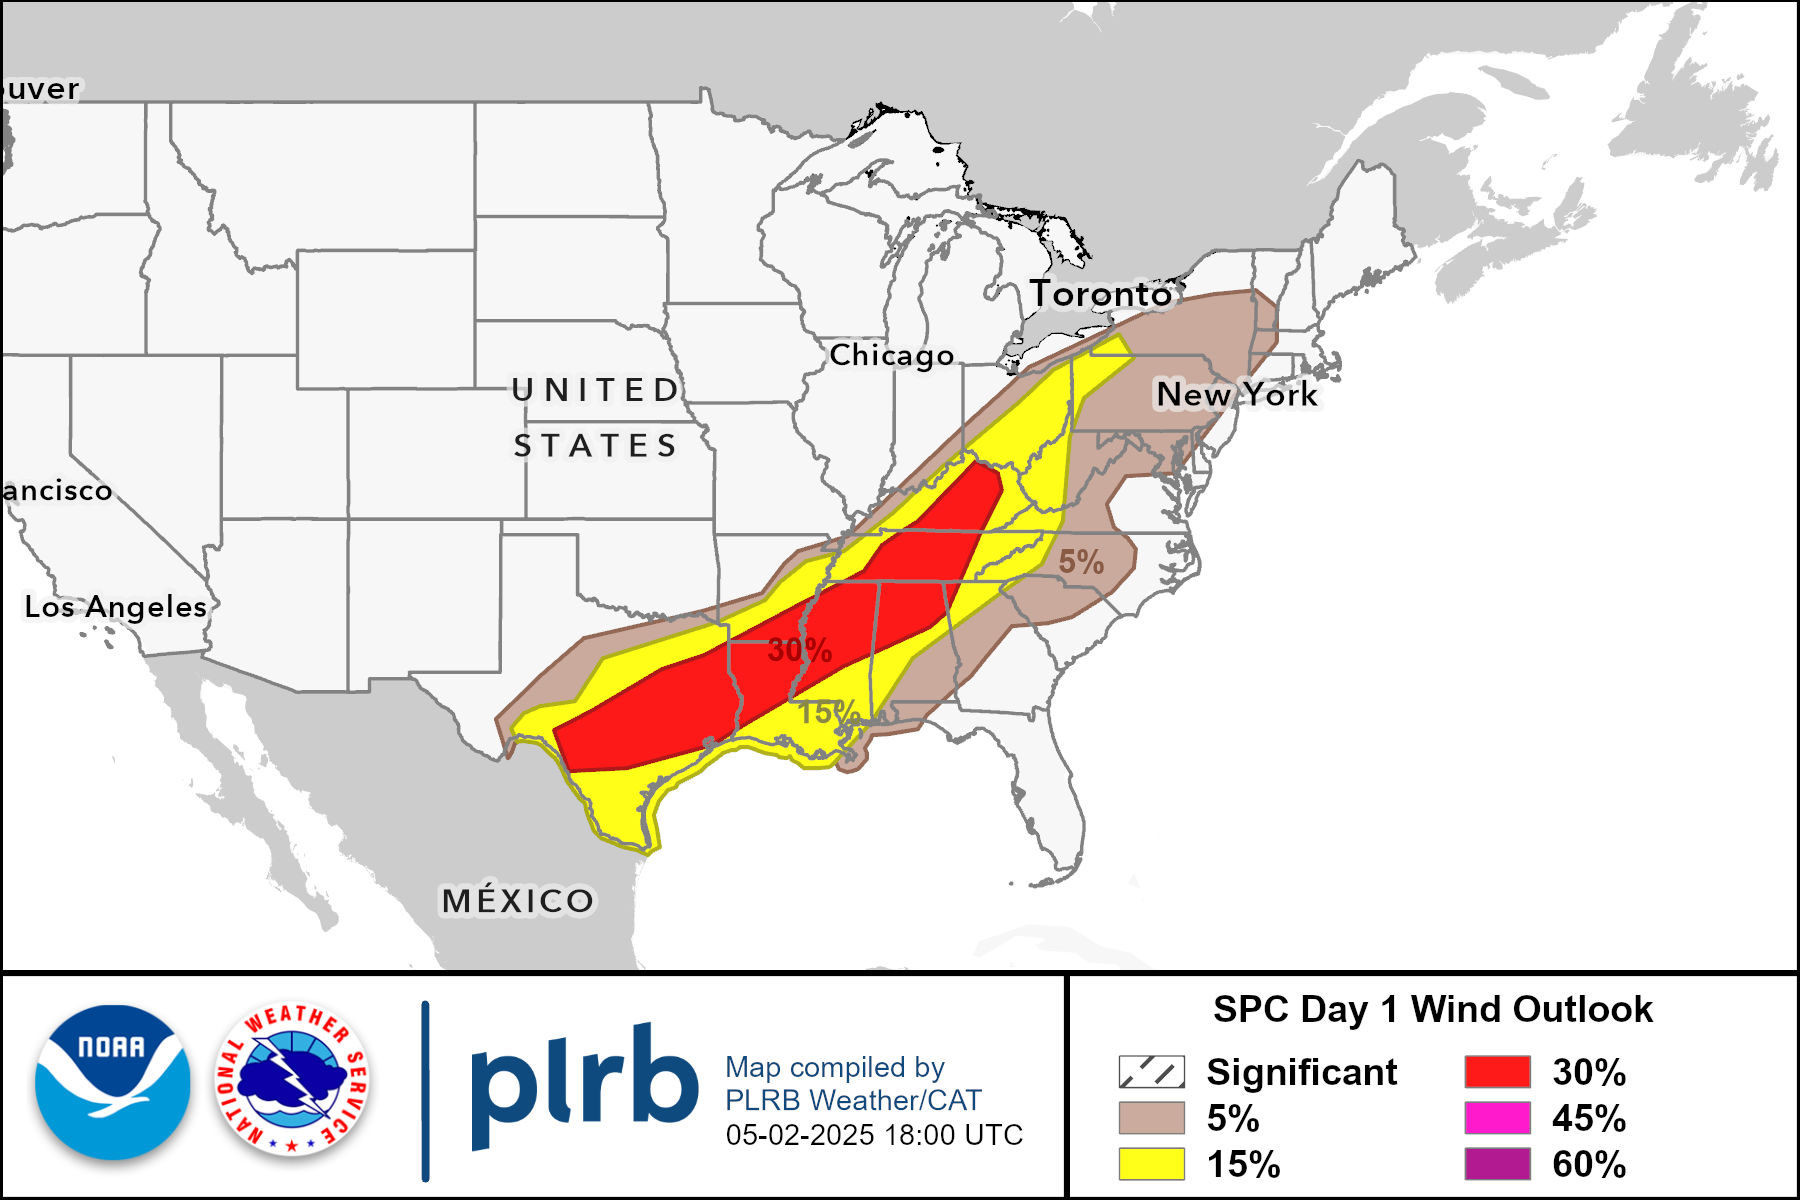 ouver
Toronto
Chicago
UNITED
STATES
New York
ancisco
5%
Los Angeles
30%
15%
MÉXICO
NOAA
NATIONAL WEATHER SERVICE
plrb
Map compiled by
PLRB Weather/CAT
05-02-2025 18:00 UTC
SPC Day 1 Wind Outlook
Significant
5%
15%
30%
45%
60%